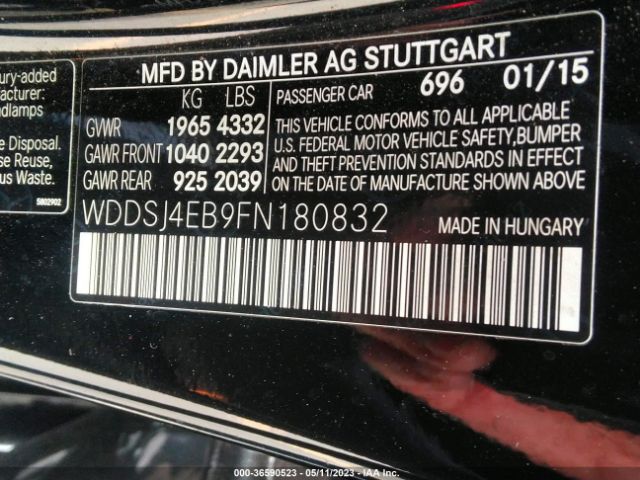 ury-added
acturer:
adlamps
e Disposal.
se Reuse,
us Waste.
5802902
MFD BY DAIMLER AG STUTTGART
KG LBS
GVWR 1965 4332
GAWR FRONT 1040 2293
GAWR REAR 925 2039
PASSENGER CAR 696 01/15
THIS VEHICLE CONFORMS TO ALL APPLICABLE
U.S. FEDERAL MOTOR VEHICLE SAFETY,BUMPER
AND THEFT PREVENTION STANDARDS IN EFFECT
ON DATE OF MANUFACTURE SHOWN ABOVE.
WDDSJ4EB9FN180832
MADE IN HUNGARY
000-36590523 - 05/11/2023 - IAA Inc.